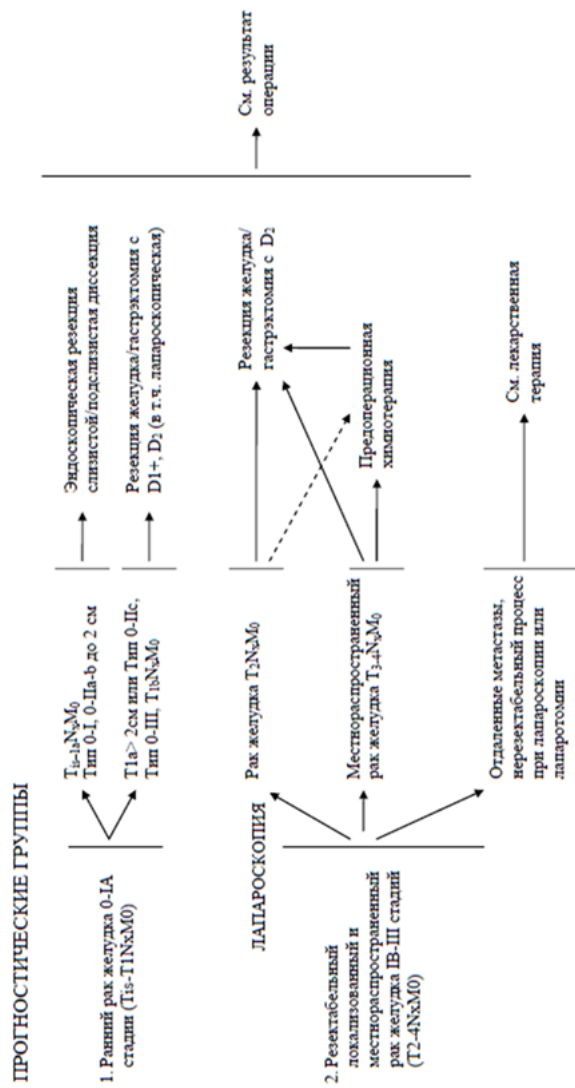 ПРОГНОСТИЧЕСКИЕ ГРУППЫ
1. Ранний рак желудка 0-IA
стадии (Tis-T1NxM0)
Tis-1aNxM0
Тип 0-I, 0-IIa-b до 2 см
Эндоскопическая резекция
слизистой/подслизистая диссекция
T1a> 2см или Тип 0-IIc,
Тип 0-III, T1bNxM0
Резекция желудка/гастрэктомия с
D1+, D2 (в т.ч. лапароскопическая)
См. результат
операции
ЛАПАРОСКОПИЯ
2. Резектабельный
локализованный и
местнораспространенный
рак желудка IB-III стадий
(T2-4NxM0)
Рак желудка T2NxM0
Резекция желудка/
гастрэктомия с D2
Местнораспространенный
рак желудка T3-4NxM0
Предоперационная
химиотерапия
Отдаленные метастазы,
нерезектабельный процесс
при лапароскопии или
лапаротомии
См. лекарственная
терапия